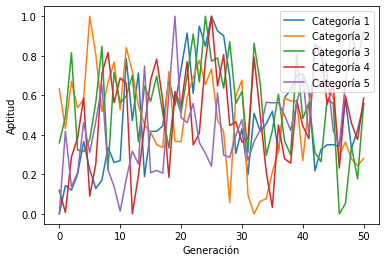 1.0
0.8
0.6
0.4
0.2
0.0
Aptitud
0
10
20
30
40
50
Generación
Categoría 1
Categoría 2
Categoría 3
Categoría 4
Categoría 5